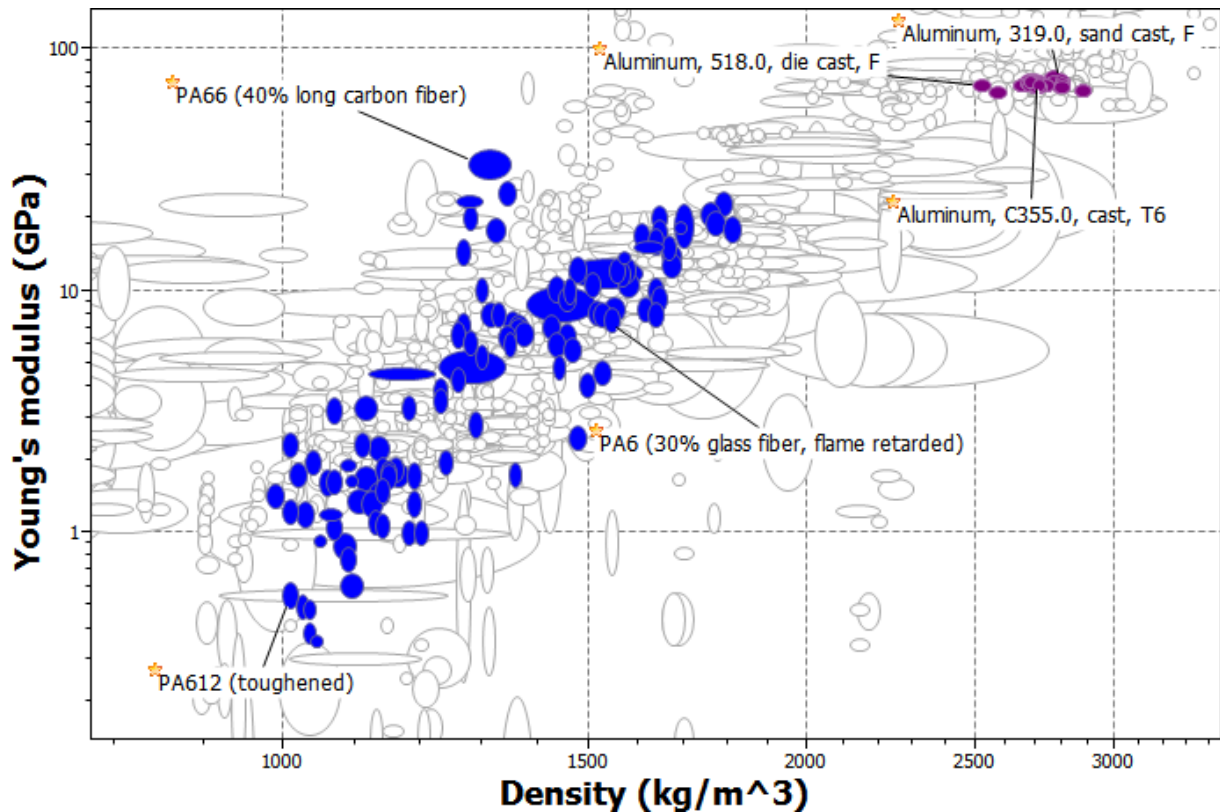 100
Aluminum, 319.0, sand cast, F
Aluminum, 518.0, die cast, F
PA66 (40% long carbon fiber)
Aluminum, C355.0, cast, T6
10
PA6 (30% glass fiber, flame retarded)
1
PA612 (toughened)
Young's modulus (GPa)
1000
1500
2000
2500
3000
Density (kg/m^3)